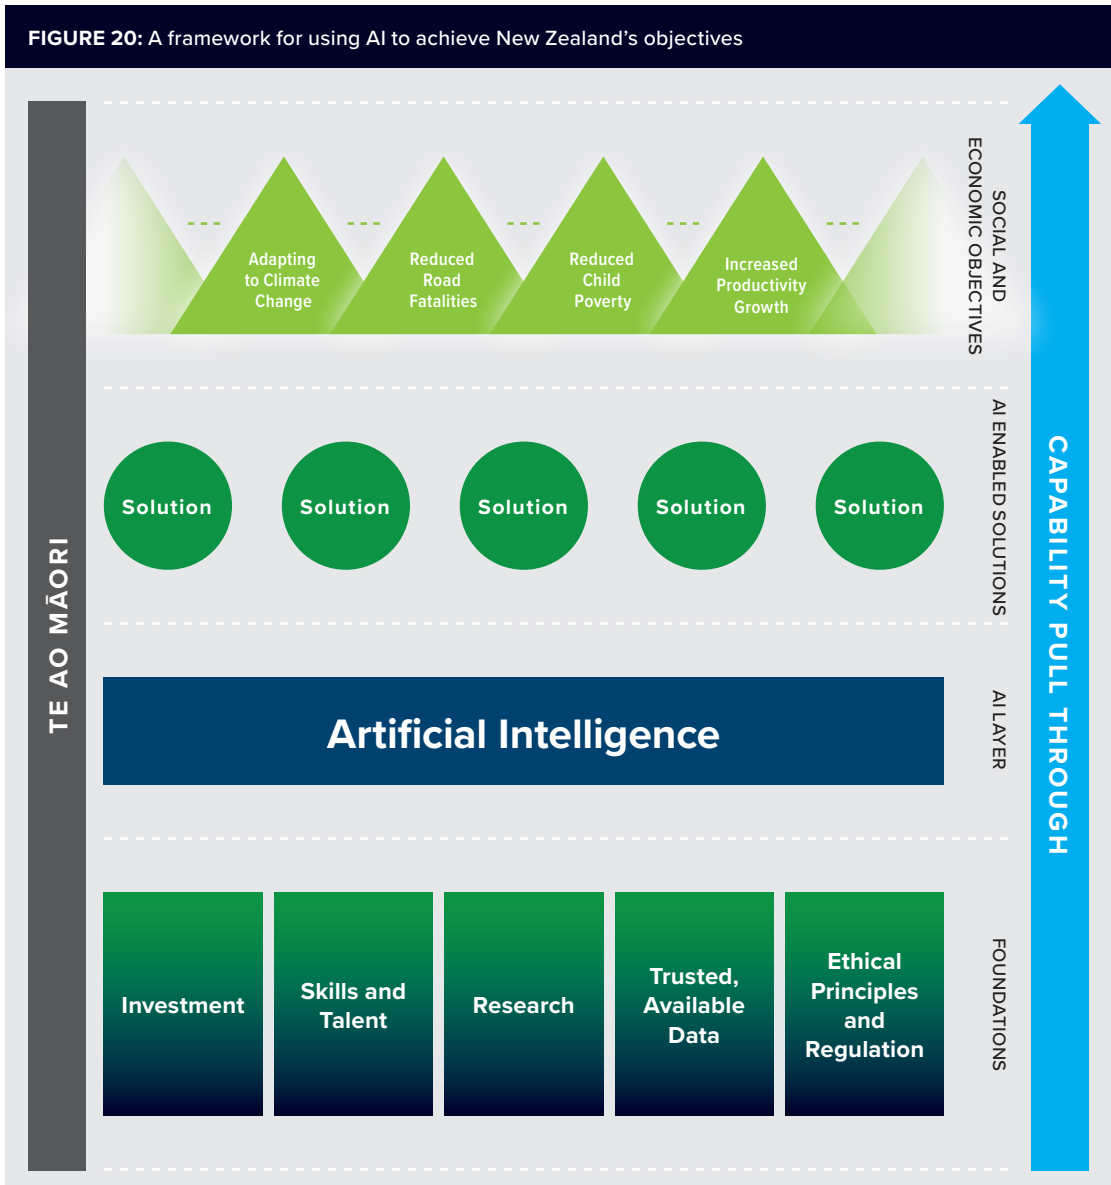 FIGURE 20: A framework for using AI to achieve New Zealand's objectives
TE AO MĀORI
Adapting
to Climate
Change
Reduced
Road
Fatalities
Reduced
Child
Poverty
Increased
Productivity
Growth
SOCIAL AND
ECONOMIC OBJECTIVES
Solution
Solution
Solution
Solution
Solution
AI ENABLED SOLUTIONS
Artificial Intelligence
AI LAYER
Investment
Skills and
Talent
Research
Trusted,
Available
Data
Ethical
Principles
and
Regulation
FOUNDATIONS
CAPABILITY PULL THROUGH